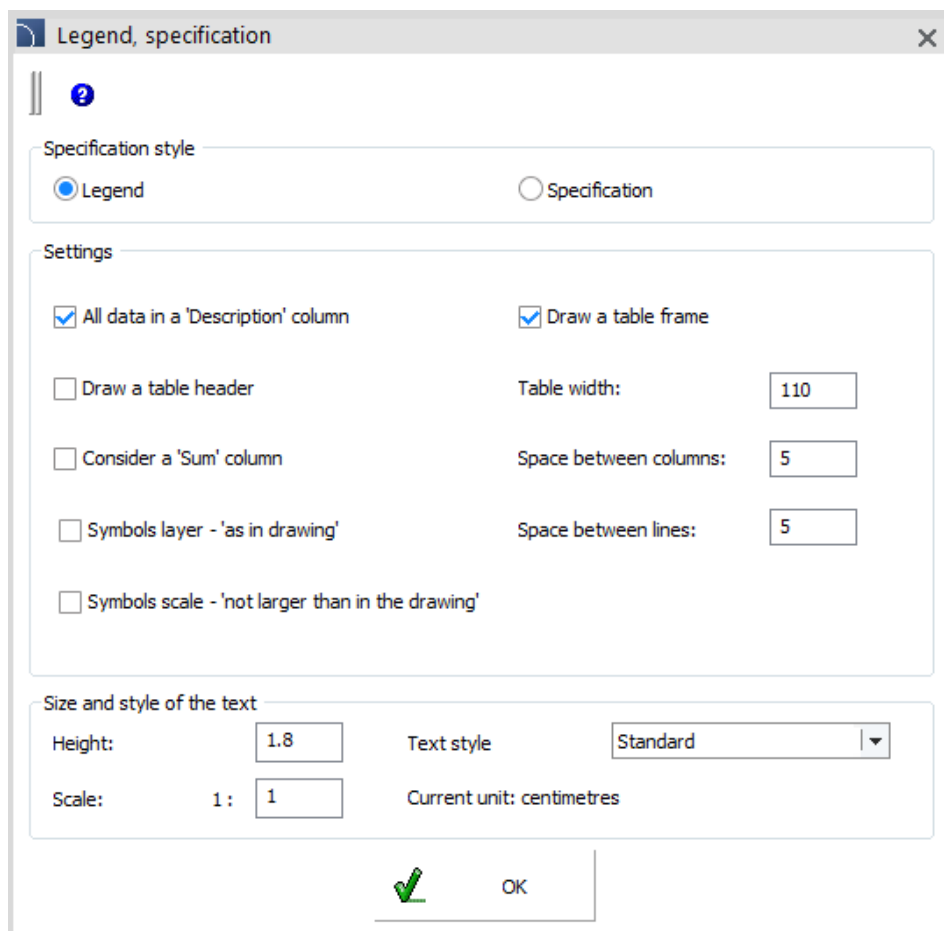 Legend, specification
?
Specification style
Legend Specification
Settings
All data in a 'Description' column Draw a table frame
Draw a table header Table width: 110
Consider a 'Sum' column Space between columns: 5
Symbols layer - 'as in drawing' Space between lines: 5
Symbols scale - 'not larger than in the drawing'
Size and style of the text
Height: 1.8 Text style Standard
Scale: 1 : 1 Current unit: centimetres
OK